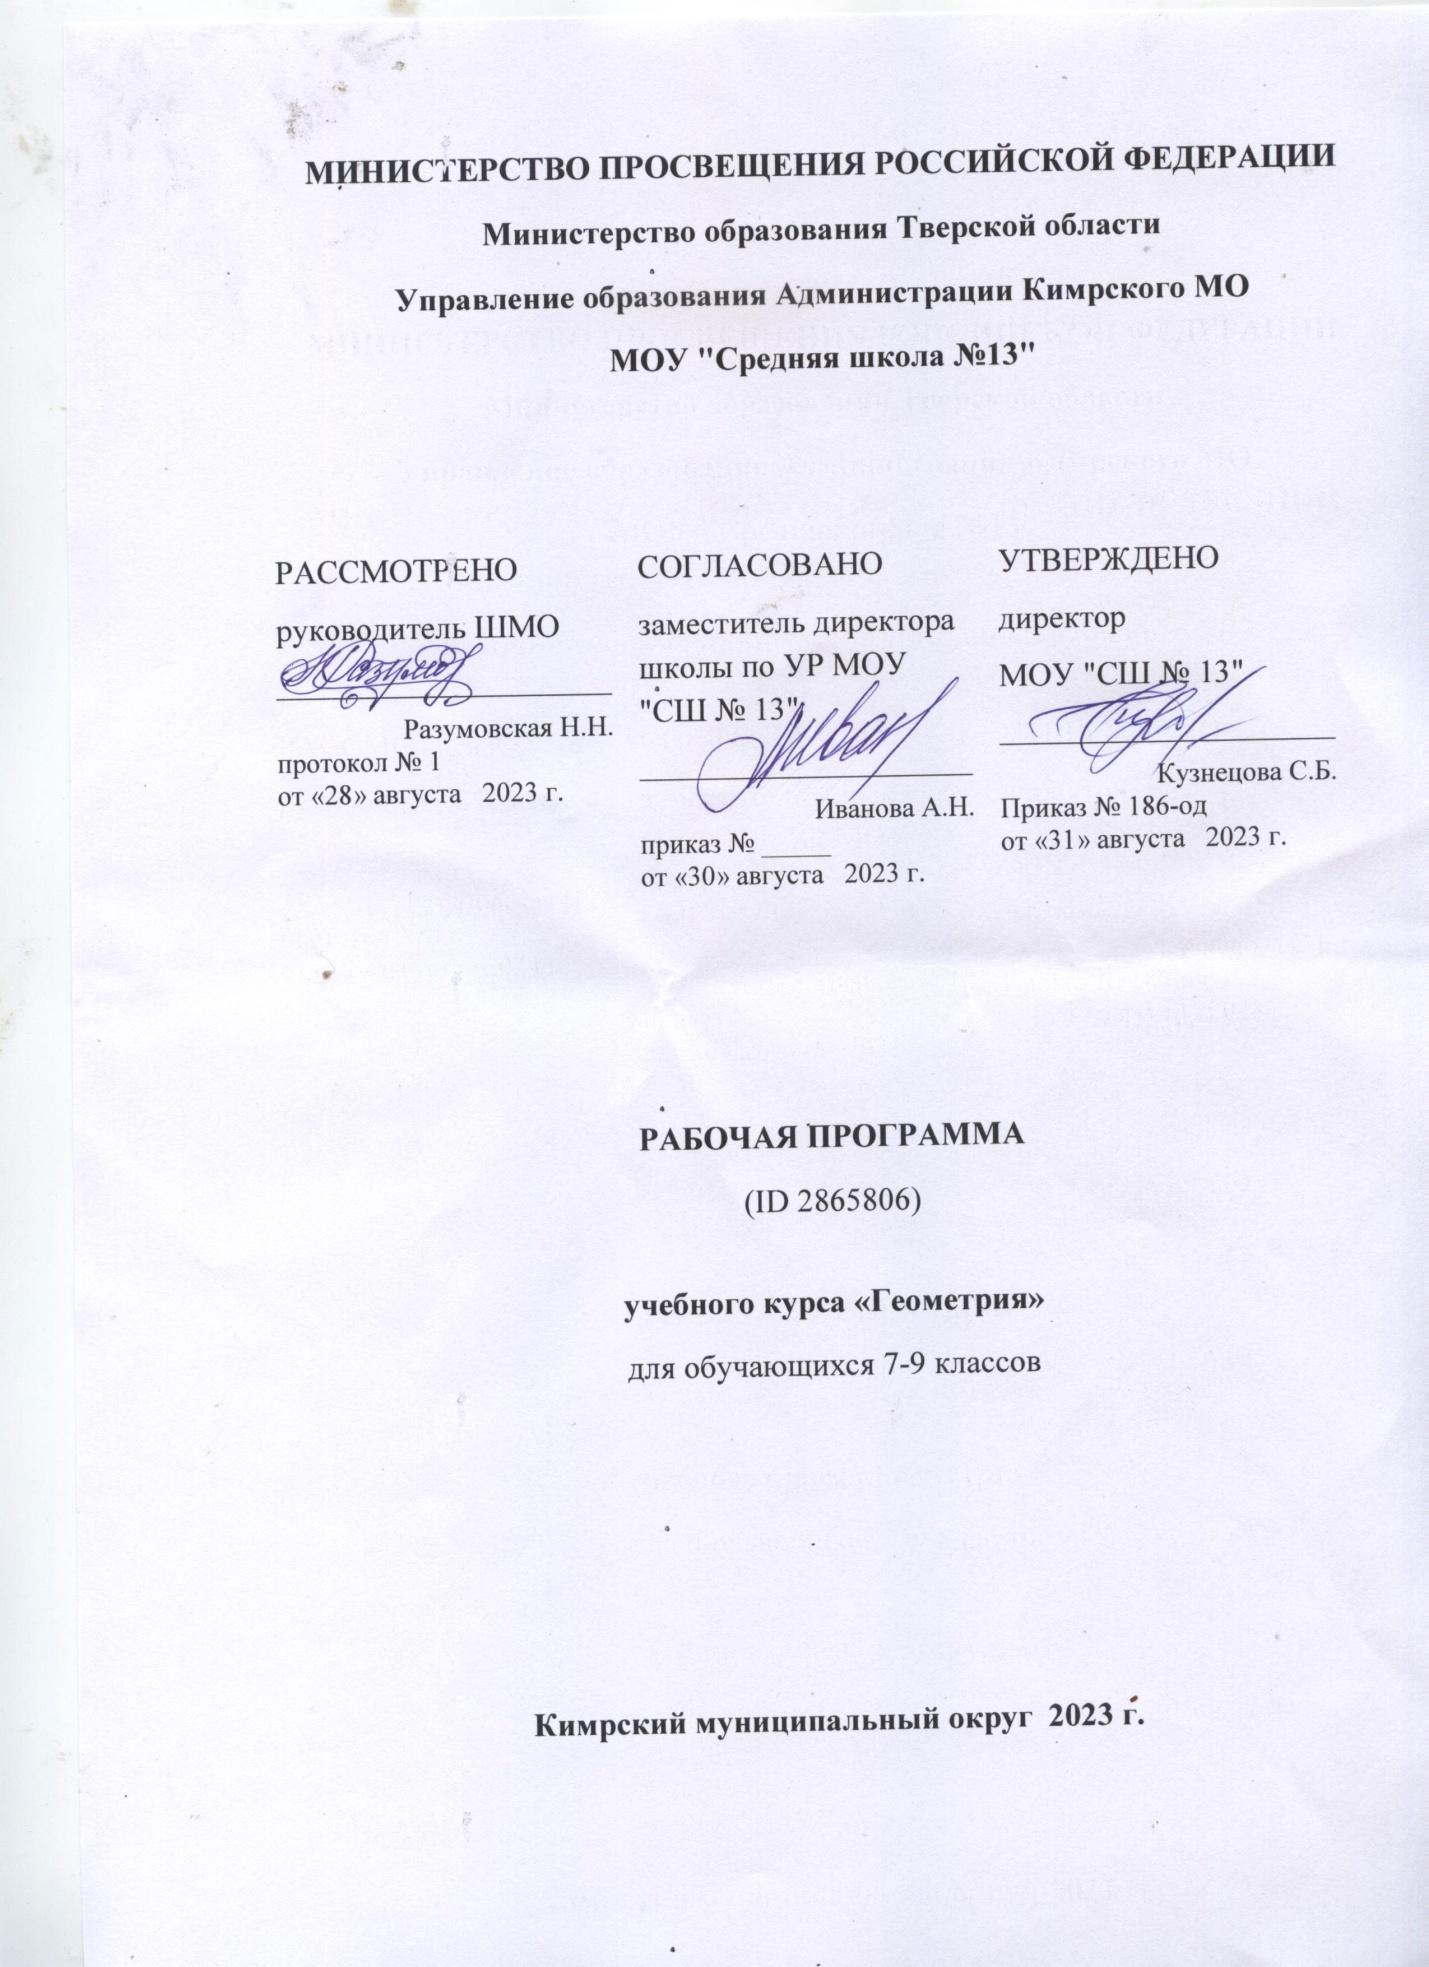 МИНИСТЕРСТВО ПРОСВЕЩЕНИЯ РОССИЙСКОЙ ФЕДЕРАЦИИ
Министерство образования Тверской области
Управление образования Администрации Кимрского МО
МОУ "Средняя школа №13"
РАССМОТРЕНО
руководитель ШМО
Разумовская Н.Н.
протокол № 1
от «28» августа 2023 г.
СОГЛАСОВАНО
заместитель директора
школы по УР МОУ
"СШ № 13"
Иванова А.Н.
приказ № _____
от «30» августа 2023 г.
УТВЕРЖДЕНО
директор
МОУ "СШ № 13"
Кузнецова С.Б.
Приказ № 186-од
от «31» августа 2023 г.
РАБОЧАЯ ПРОГРАММА
(ID 2865806)
учебного курса «Геометрия»
для обучающихся 7-9 классов
Кимрский муниципальный округ 2023 г.